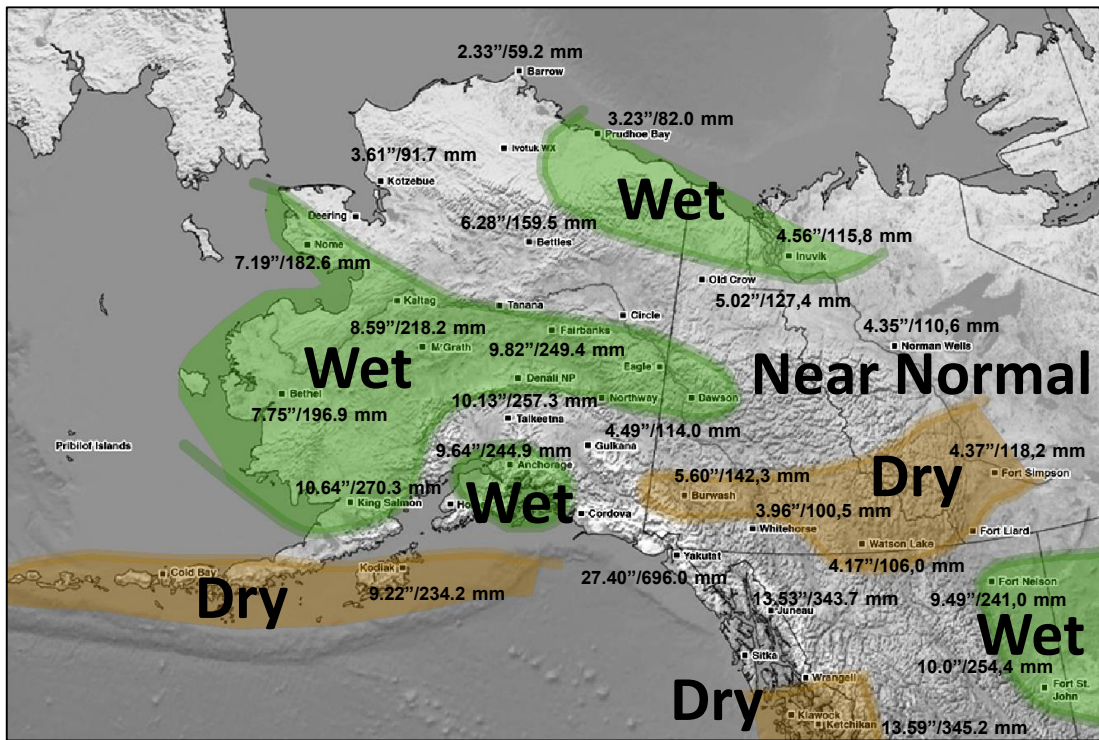 2.33”/59.2 mm
Barrow
3.23”/82.0 mm
Prudhoe Bay
Ivotuk WX
3.61”/91.7 mm
Kotzebue
Wet
Deering
6.28”/159.5 mm
Bettles
4.56”/115,8 mm
Inuvik
Nome
7.19”/182.6 mm
Old Crow
5.02”/127,4 mm
Kaltag
Tanana
Circle
8.59”/218.2 mm
Fairbanks
4.35”/110,6 mm
Norman Wells
M'Grath
9.82”/249.4 mm
Wet
Eagle
Near Normal
Denali NP
Bethel
7.75”/196.9 mm
10.13”/257.3 mm
Northway
Dawson
Talkeetna
4.49”/114.0 mm
Pribilof Islands
9.64”/244.9 mm
Gulkana
4.37”/118,2 mm
Anchorage
5.60”/142,3 mm
Dry
Fort Simpson
10.64”/270.3 mm
King Salmon
Ho
Wet
Burwash
Cordova
3.96”/100,5 mm
Whitehorse
Fort Liard
Watson Lake
Yakutat
4.17”/106,0 mm
Cold Bay
Kodiak
27.40”/696.0 mm
Fort Nelson
9.22”/234.2 mm
Dry
13.53”/343.7 mm
9.49”/241,0 mm
Juneau
Wet
Sitka
10.0”/254,4 mm
Wrangell
Fort St. John
Dry
Klawock
Ketchikan
13.59”/345.2 mm